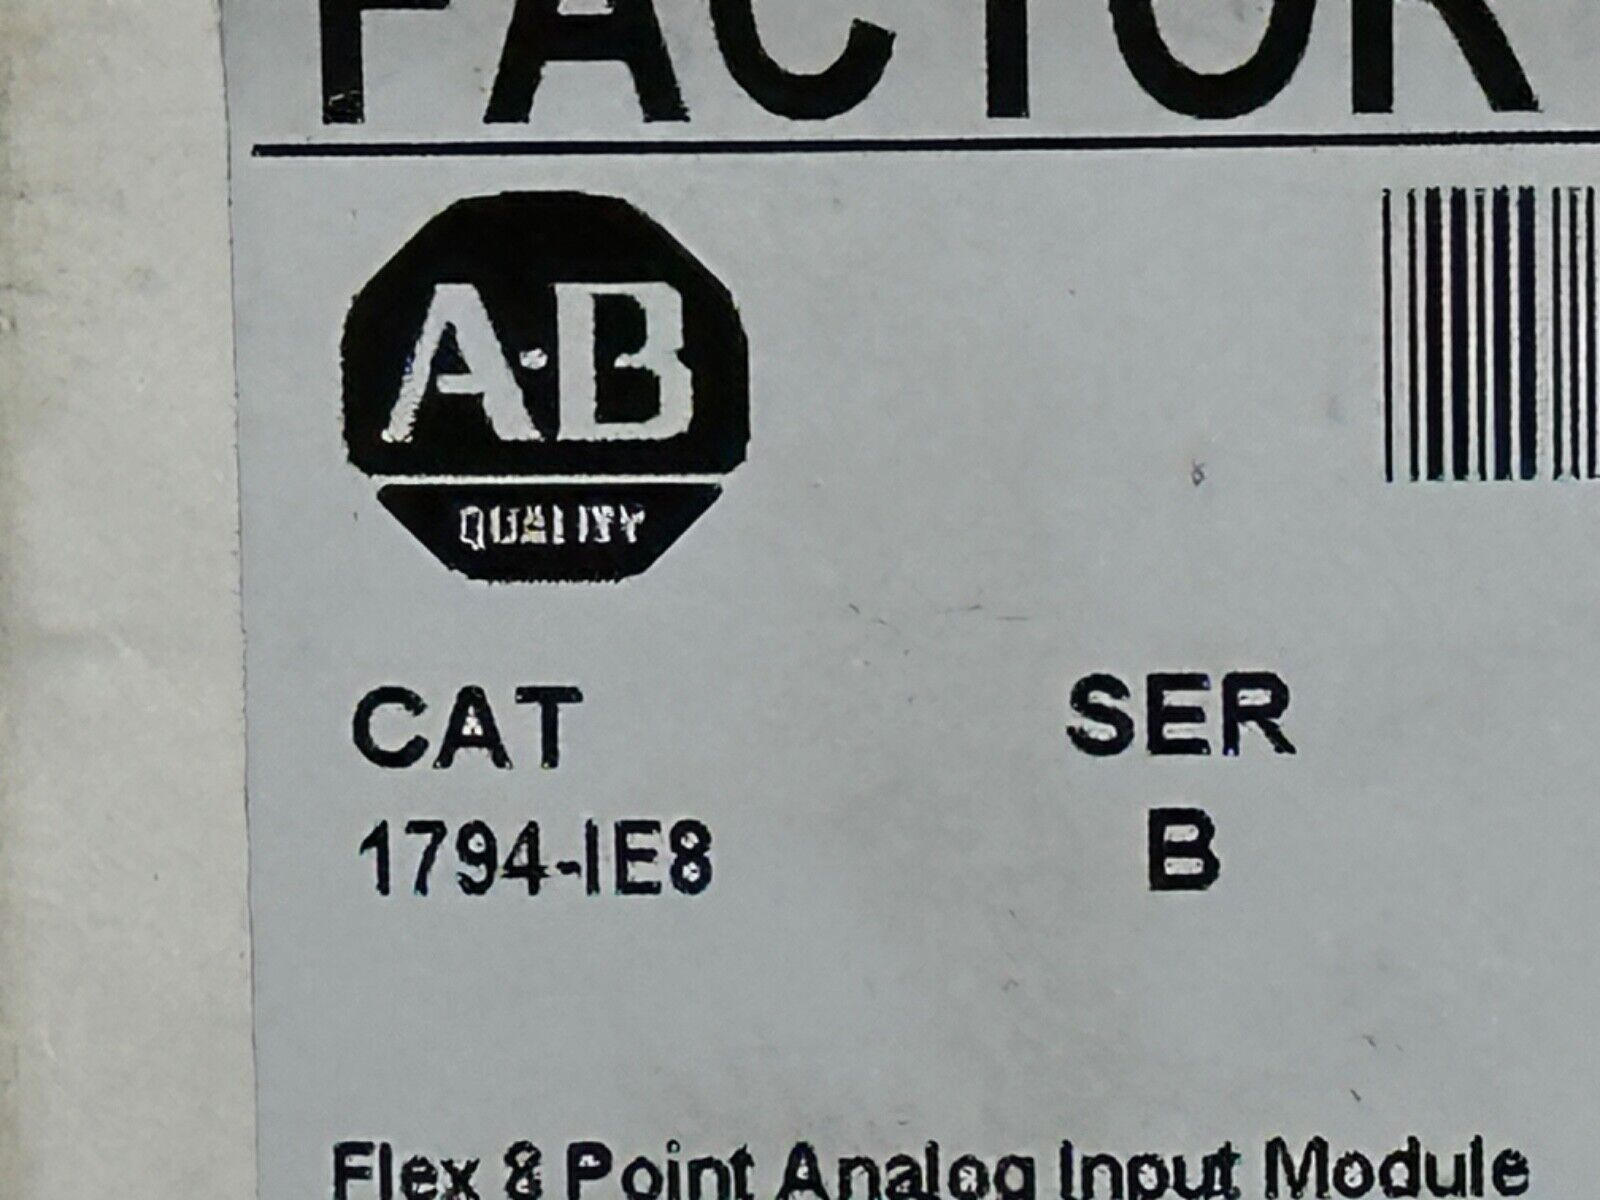 FACTOR
A·B
QUALITY
CAT SER
1794-IE8 B
Flex 8 Point Analog Input Module